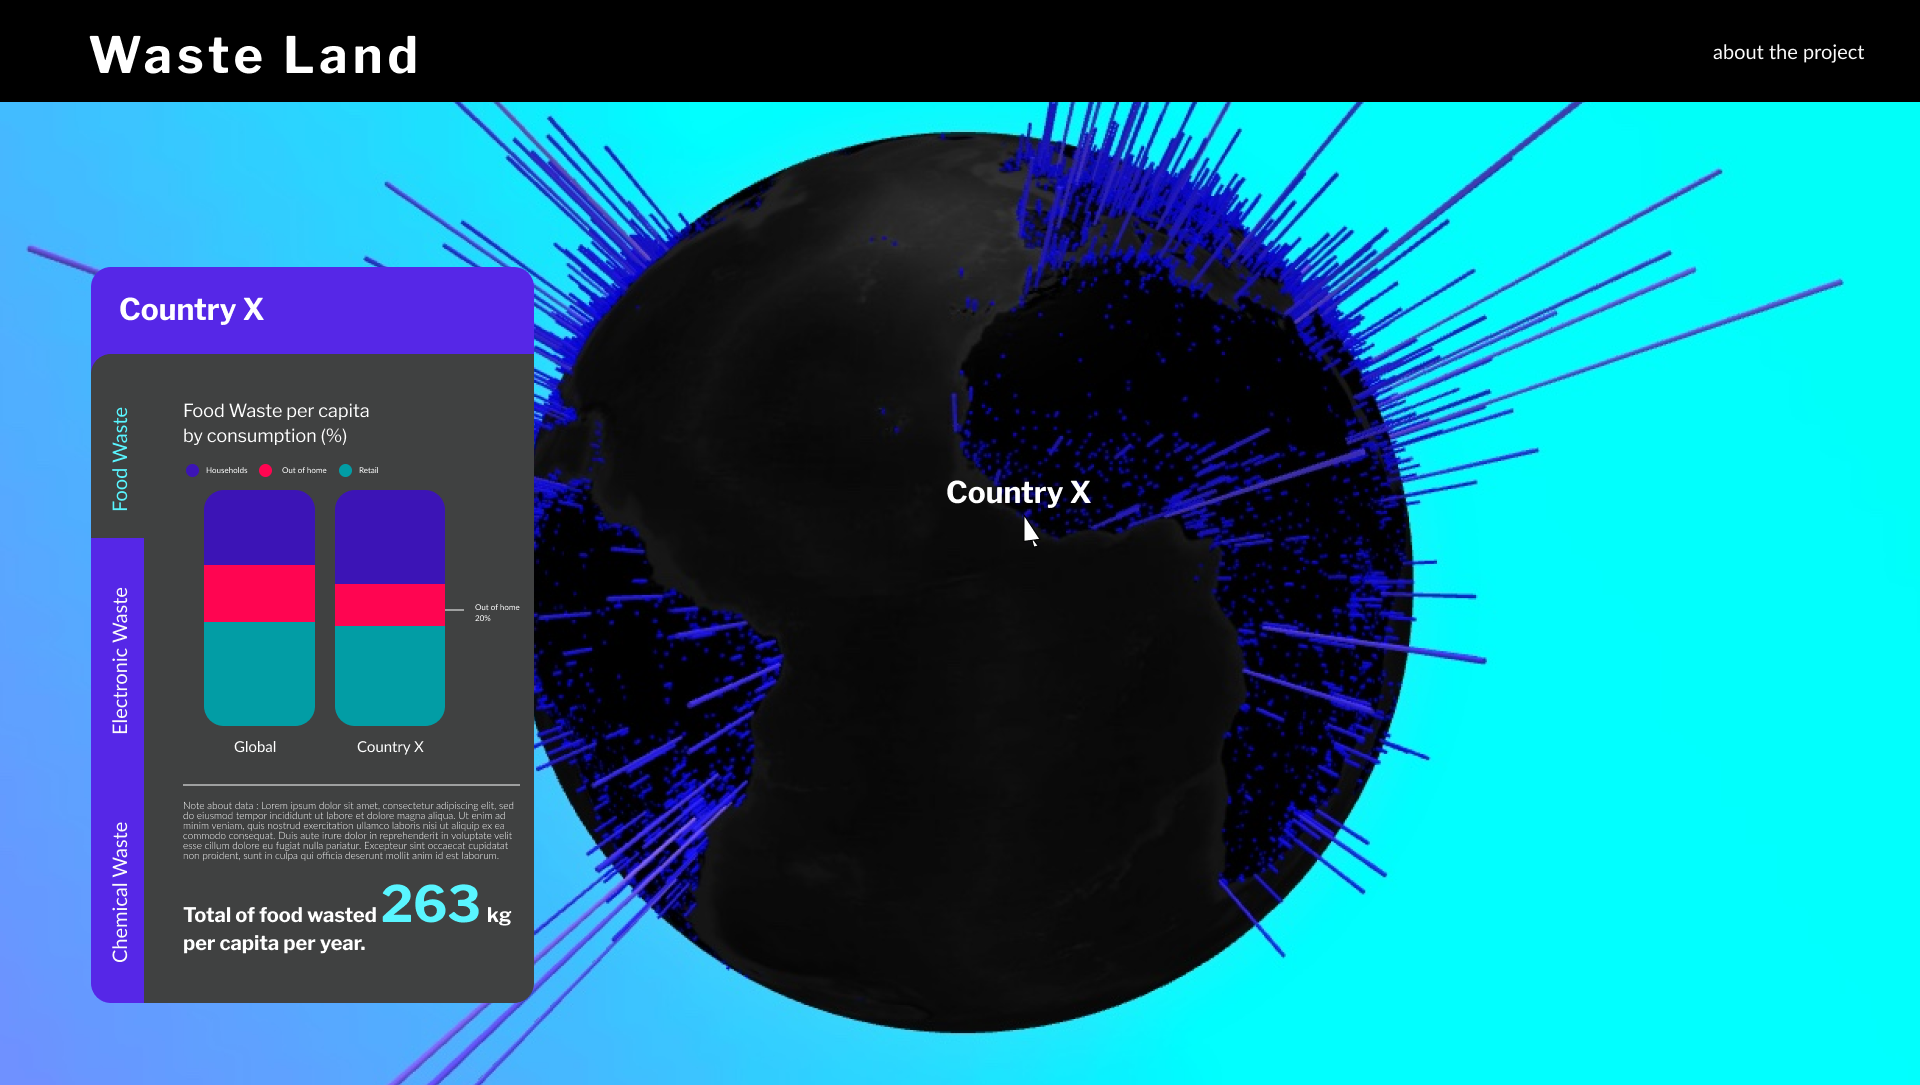 Waste Land
about the project
Country X
Food Waste
Electronic Waste
Chemical Waste
Food Waste per capita
by consumption (%)
Households Out of home Retail
Out of home
20%
Global Country X
Note about data : Lorem ipsum dolor sit amet, consectetur adipiscing elit, sed
do eiusmod tempor incididunt ut labore et dolore magna aliqua. Ut enim ad
minim veniam, quis nostrud exercitation ullamco laboris nisi ut aliquip ex ea
commodo consequat. Duis aute irure dolor in reprehenderit in voluptate velit
esse cillum dolore eu fugiat nulla pariatur. Excepteur sint occaecat cupidatat
non proident, sunt in culpa qui officia deserunt mollit anim id est laborum.
Total of food wasted 263 kg
per capita per year.
Country X